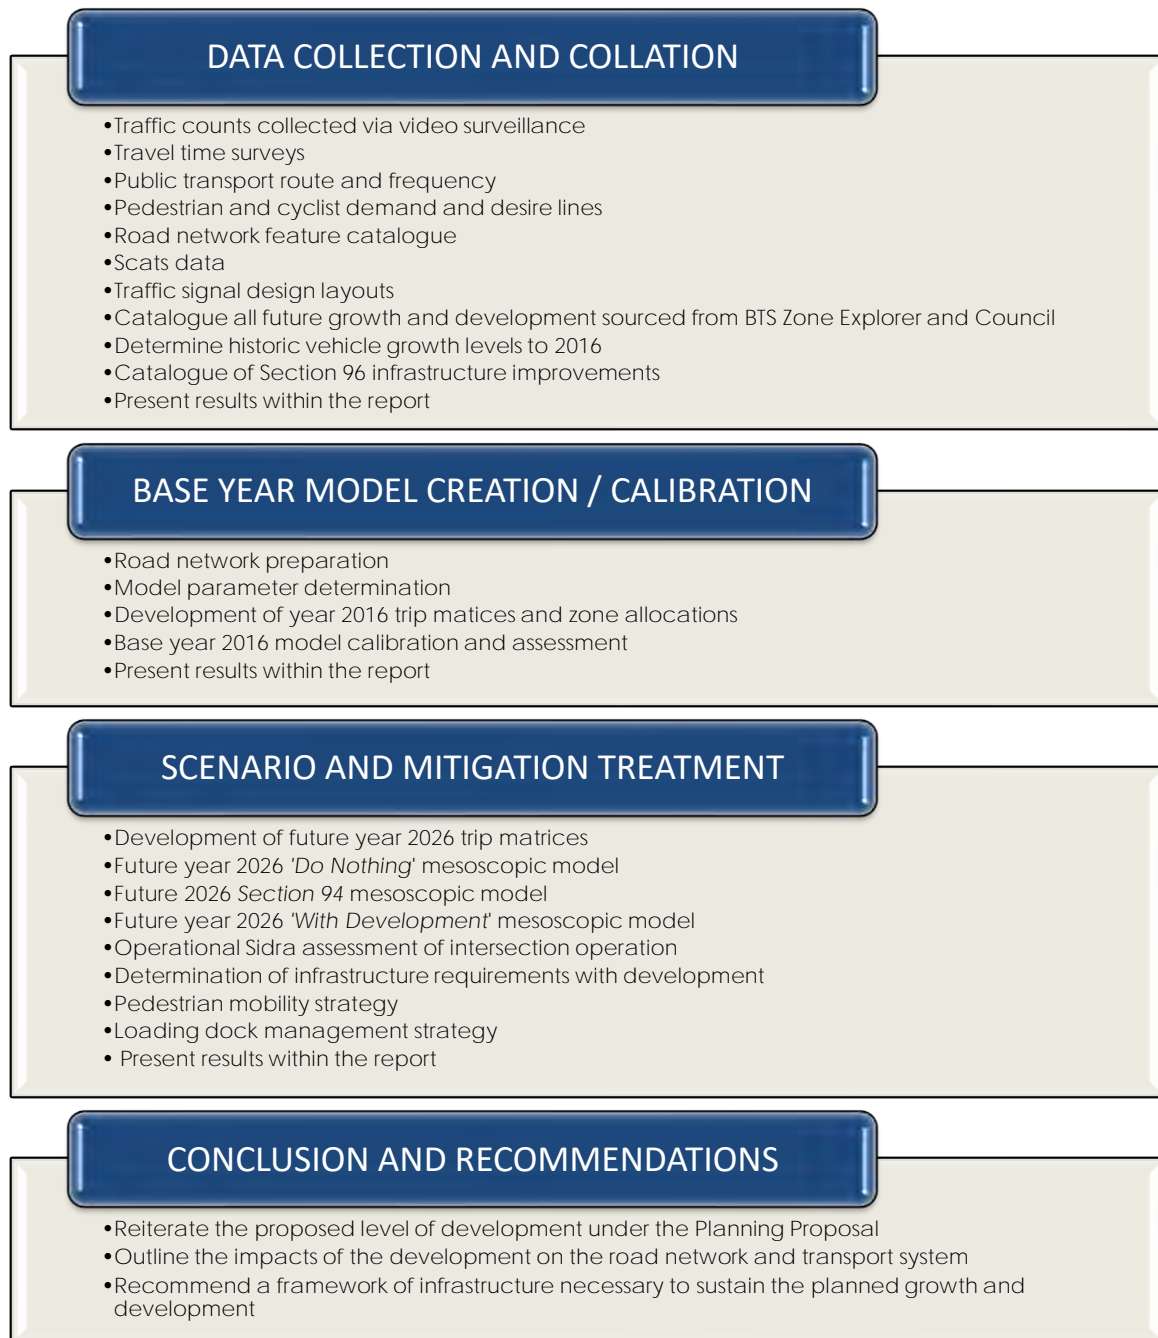 DATA COLLECTION AND COLLATION
•Traffic counts collected via video surveillance
•Travel time surveys
•Public transport route and frequency
•Pedestrian and cyclist demand and desire lines
•Road network feature catalogue
•Scats data
•Traffic signal design layouts
•Catalogue all future growth and development sourced from BTS Zone Explorer and Council
•Determine historic vehicle growth levels to 2016
•Catalogue of Section 96 infrastructure improvements
•Present results within the report
BASE YEAR MODEL CREATION / CALIBRATION
•Road network preparation
•Model parameter determination
•Development of year 2016 trip matices and zone allocations
•Base year 2016 model calibration and assessment
•Present results within the report
SCENARIO AND MITIGATION TREATMENT
•Development of future year 2026 trip matrices
•Future year 2026 'Do Nothing' mesoscopic model
•Future 2026 Section 94 mesoscopic model
•Future year 2026 'With Development' mesoscopic model
•Operational Sidra assessment of intersection operation
•Determination of infrastructure requirements with development
•Pedestrian mobility strategy
•Loading dock management strategy
• Present results within the report
CONCLUSION AND RECOMMENDATIONS
•Reiterate the proposed level of development under the Planning Proposal
•Outline the impacts of the development on the road network and transport system
•Recommend a framework of infrastructure necessary to sustain the planned growth and
development